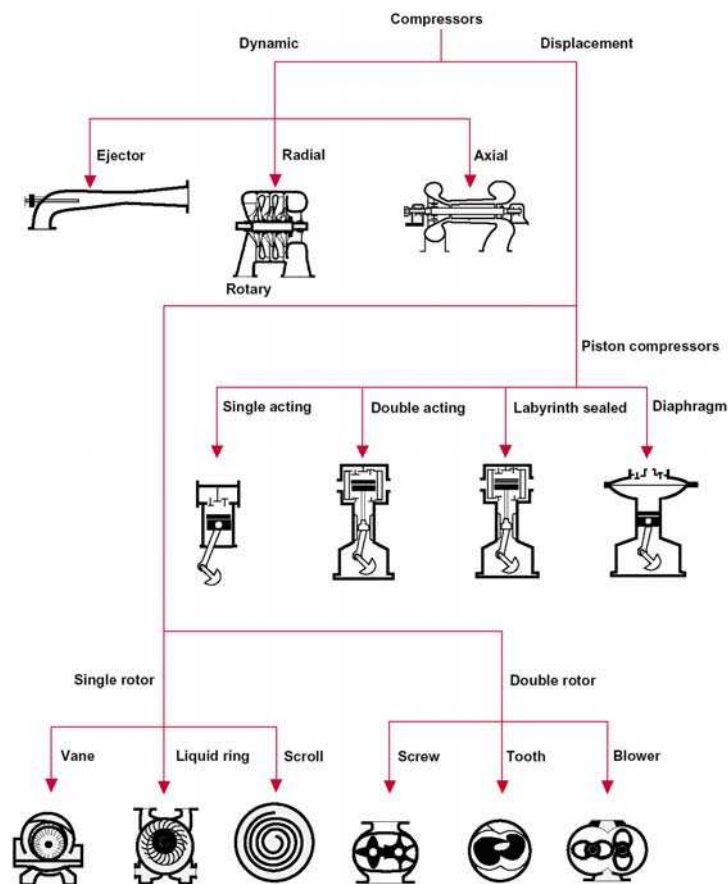 Compressors
Dynamic
Displacement
Ejector
Radial
Axial
Rotary
Piston compressors
Single acting
Double acting
Labyrinth sealed
Diaphragm
Single rotor
Double rotor
Vane
Liquid ring
Scroll
Screw
Tooth
Blower